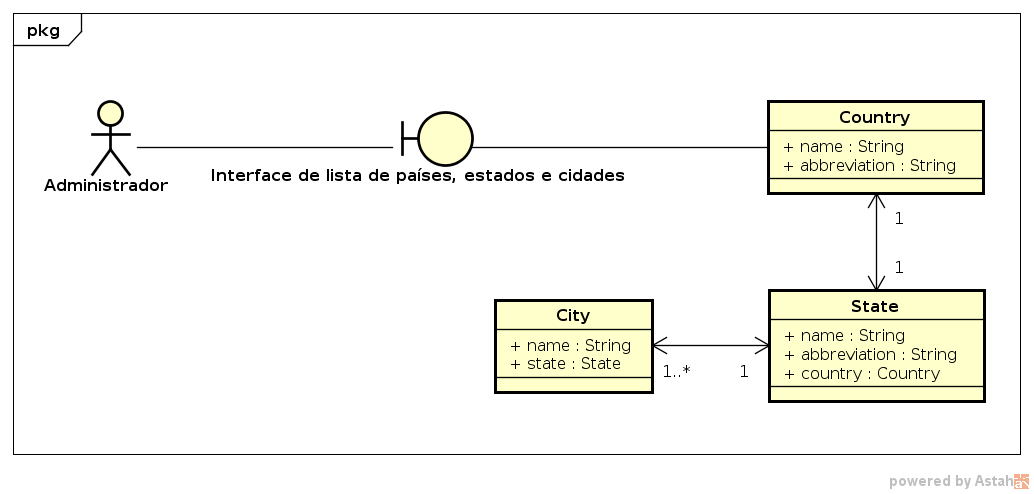 pkg
Administrador
Interface de lista de países, estados e cidades
Country
+ name : String
+ abbreviation : String
1
1
State
+ name : String
+ abbreviation : String
+ country : Country
City
+ name : String
+ state : State
1..*
1
powered by Astah